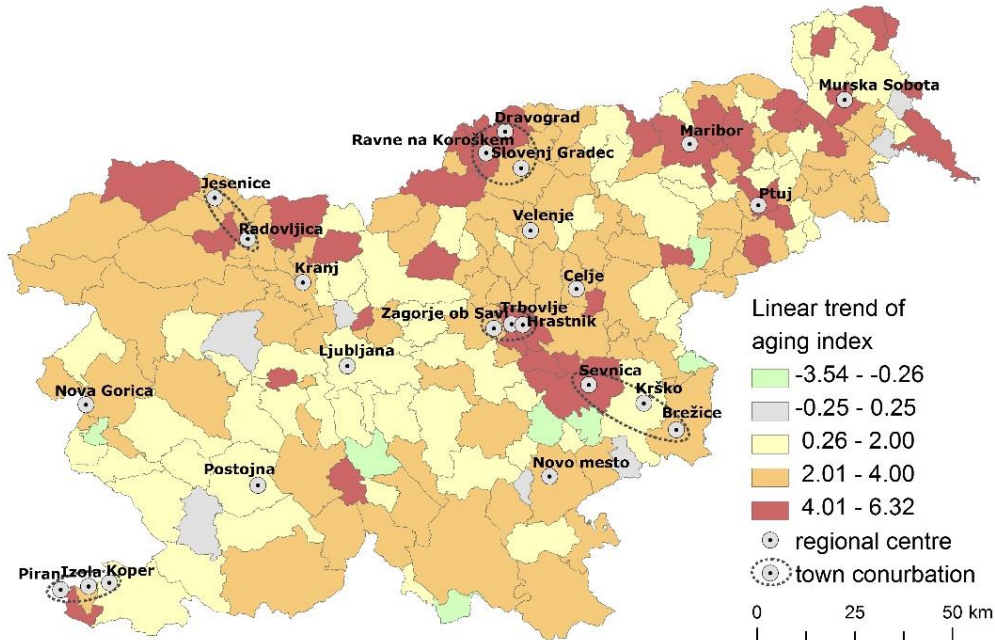 Murska Sobota
Dravograd
Maribor
Ravne na Koroškem
Slovenj Gradec
Jesenice
Ptuj
Radovljica
Velenje
Kranj
Celje
Trbovlje
Zagorje ob Savi
Hrastnik
Ljubljana
Sevnica
Nova Gorica
Krško
Brežice
Postojna
Novo mesto
Piran
Izola
Koper
Linear trend of
aging index
-3.54 - -0.26
-0.25 - 0.25
0.26 - 2.00
2.01 - 4.00
4.01 - 6.32
regional centre
town conurbation
0 25 50 km